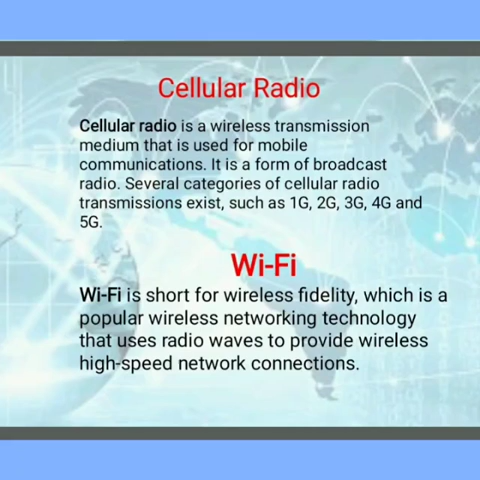 Cellular Radio
Cellular radio is a wireless transmission
medium that is used for mobile
communications. It is a form of broadcast
radio. Several categories of cellular radio
transmissions exist, such as 1G, 2G, 3G, 4G and
5G.
Wi-Fi
Wi-Fi is short for wireless fidelity, which is a
popular wireless networking technology
that uses radio waves to provide wireless
high-speed network connections.